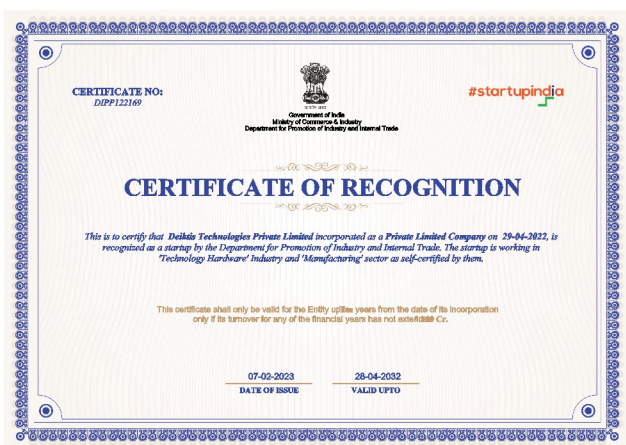 CERTIFICATE NO:
DIPP122169
#startupindia
Government of India
Ministry of Commerce & Industry
Department for Promotion of Industry and Internal Trade
CERTIFICATE OF RECOGNITION
This is to certify that Deiktis Technologies Private Limited incorporated as a Private Limited Company on 29-04-2022, is
recognized as a startup by the Department for Promotion of Industry and Internal Trade. The startup is working in
'Technology Hardware' Industry and 'Manufacturing' sector as self-certified by them.
This certificate shall only be valid for the Entity years from the date of its incorporation
only if its turnover for any of the financial years has not Cr.
07-02-2023
28-04-2032
DATE OF ISSUE
VALID UPTO